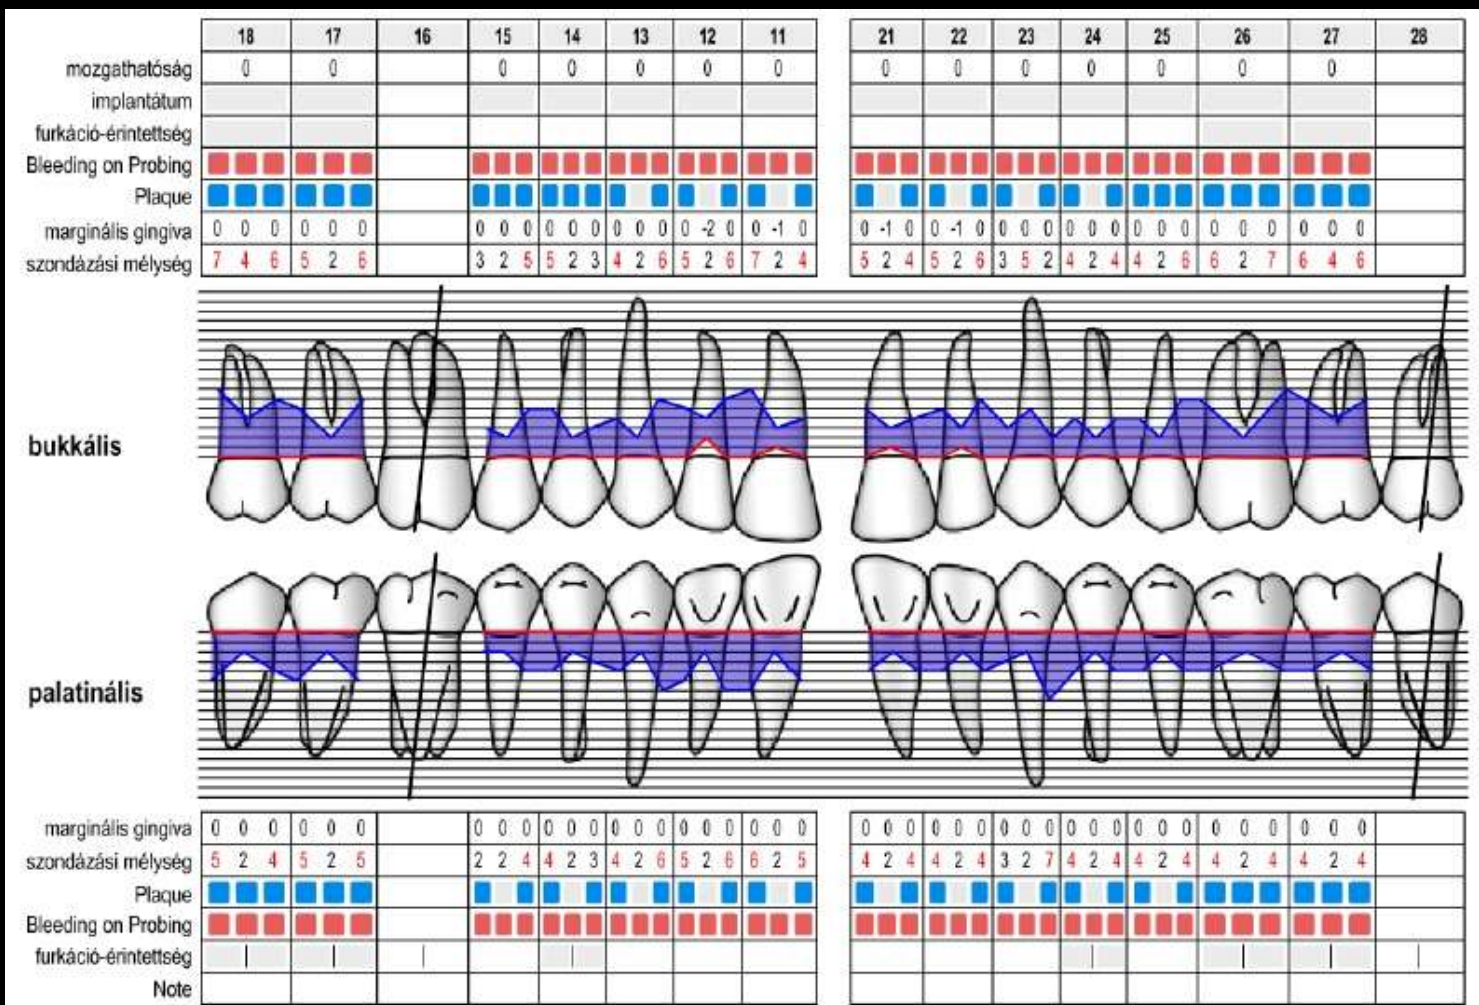 18 17 16 15 14 13 12 11 21 22 23 24 25 26 27 28
mozgathatóság 0 0 0 0 0 0 0 0 0 0 0 0 0 0
implantátum
furkáció-érintettség
Bleeding on Probing
Plaque
marginális gingiva 0 0 0 0 0 0 0 0 0 0 0 0 0 0 0 0 -2 0 0 -1 0 0 -1 0 0 -1 0 0 0 0 0 0 0 0 0 0 0 0 0 0 0 0
szondázási mélység 7 4 6 5 2 6 3 2 5 5 2 3 4 2 6 5 2 6 7 2 4 5 2 4 5 2 6 3 5 2 4 2 4 4 2 6 6 2 7 6 4 6
bukkális
palatinális
marginális gingiva 0 0 0 0 0 0 0 0 0 0 0 0 0 0 0 0 0 0 0 0 0 0 0 0 0 0 0 0 0 0 0 0 0 0 0 0 0 0 0 0 0 0
szondázási mélység 5 2 4 5 2 5 2 2 4 4 2 3 4 2 6 5 2 6 6 2 5 4 2 4 4 2 4 3 2 7 4 2 4 4 2 4 4 2 4 4 2 4
Plaque
Bleeding on Probing
furkáció-érintettség
Note